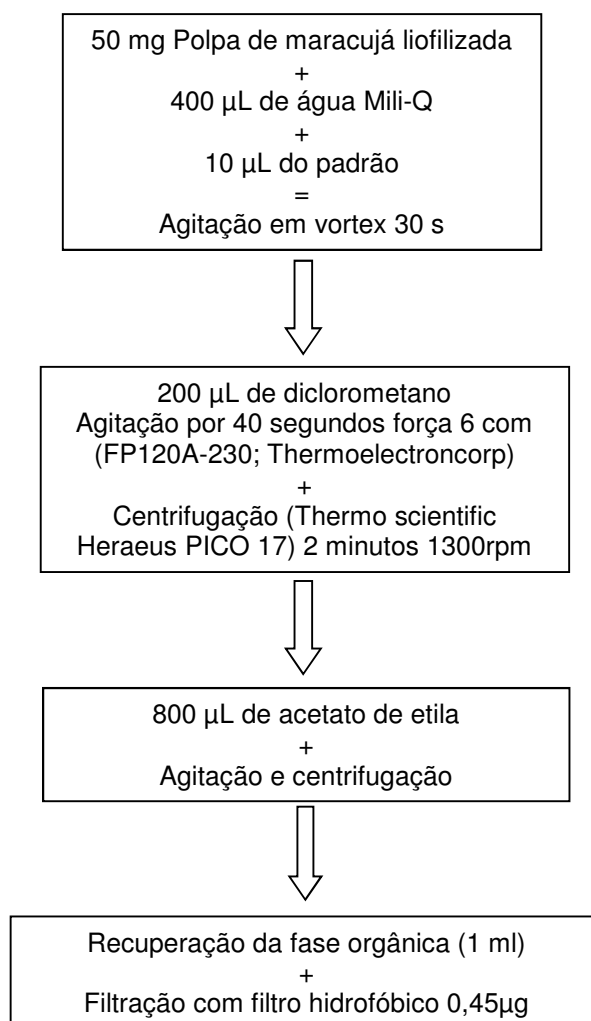 50 mg Polpa de maracujá liofilizada
+
400 µL de água Mili-Q
+
10 µL do padrão
=
Agitação em vortex 30 s
200 µL de diclorometano
Agitação por 40 segundos força 6 com
(FP120A-230; Thermoelectroncorp)
+
Centrifugação (Thermo scientific
Heraeus PICO 17) 2 minutos 1300rpm
800 µL de acetato de etila
+
Agitação e centrifugação
Recuperação da fase orgânica (1 ml)
+
Filtração com filtro hidrofóbico 0,45µg